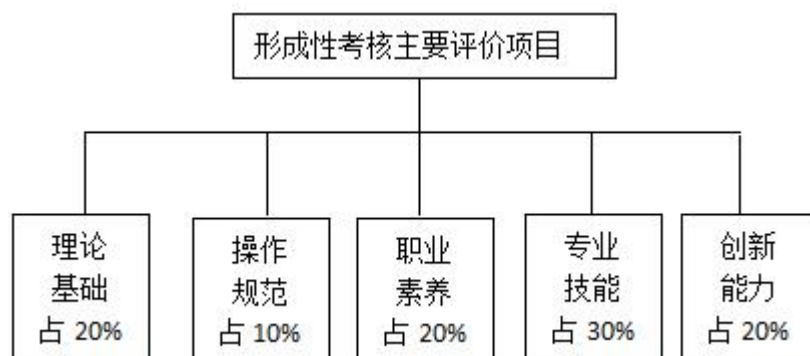 形成性考核主要评价项目
理论
基础
占 20%
操作
规范
占 10%
职业
素养
占 20%
专业
技能
占 30%
创新
能力
占 20%